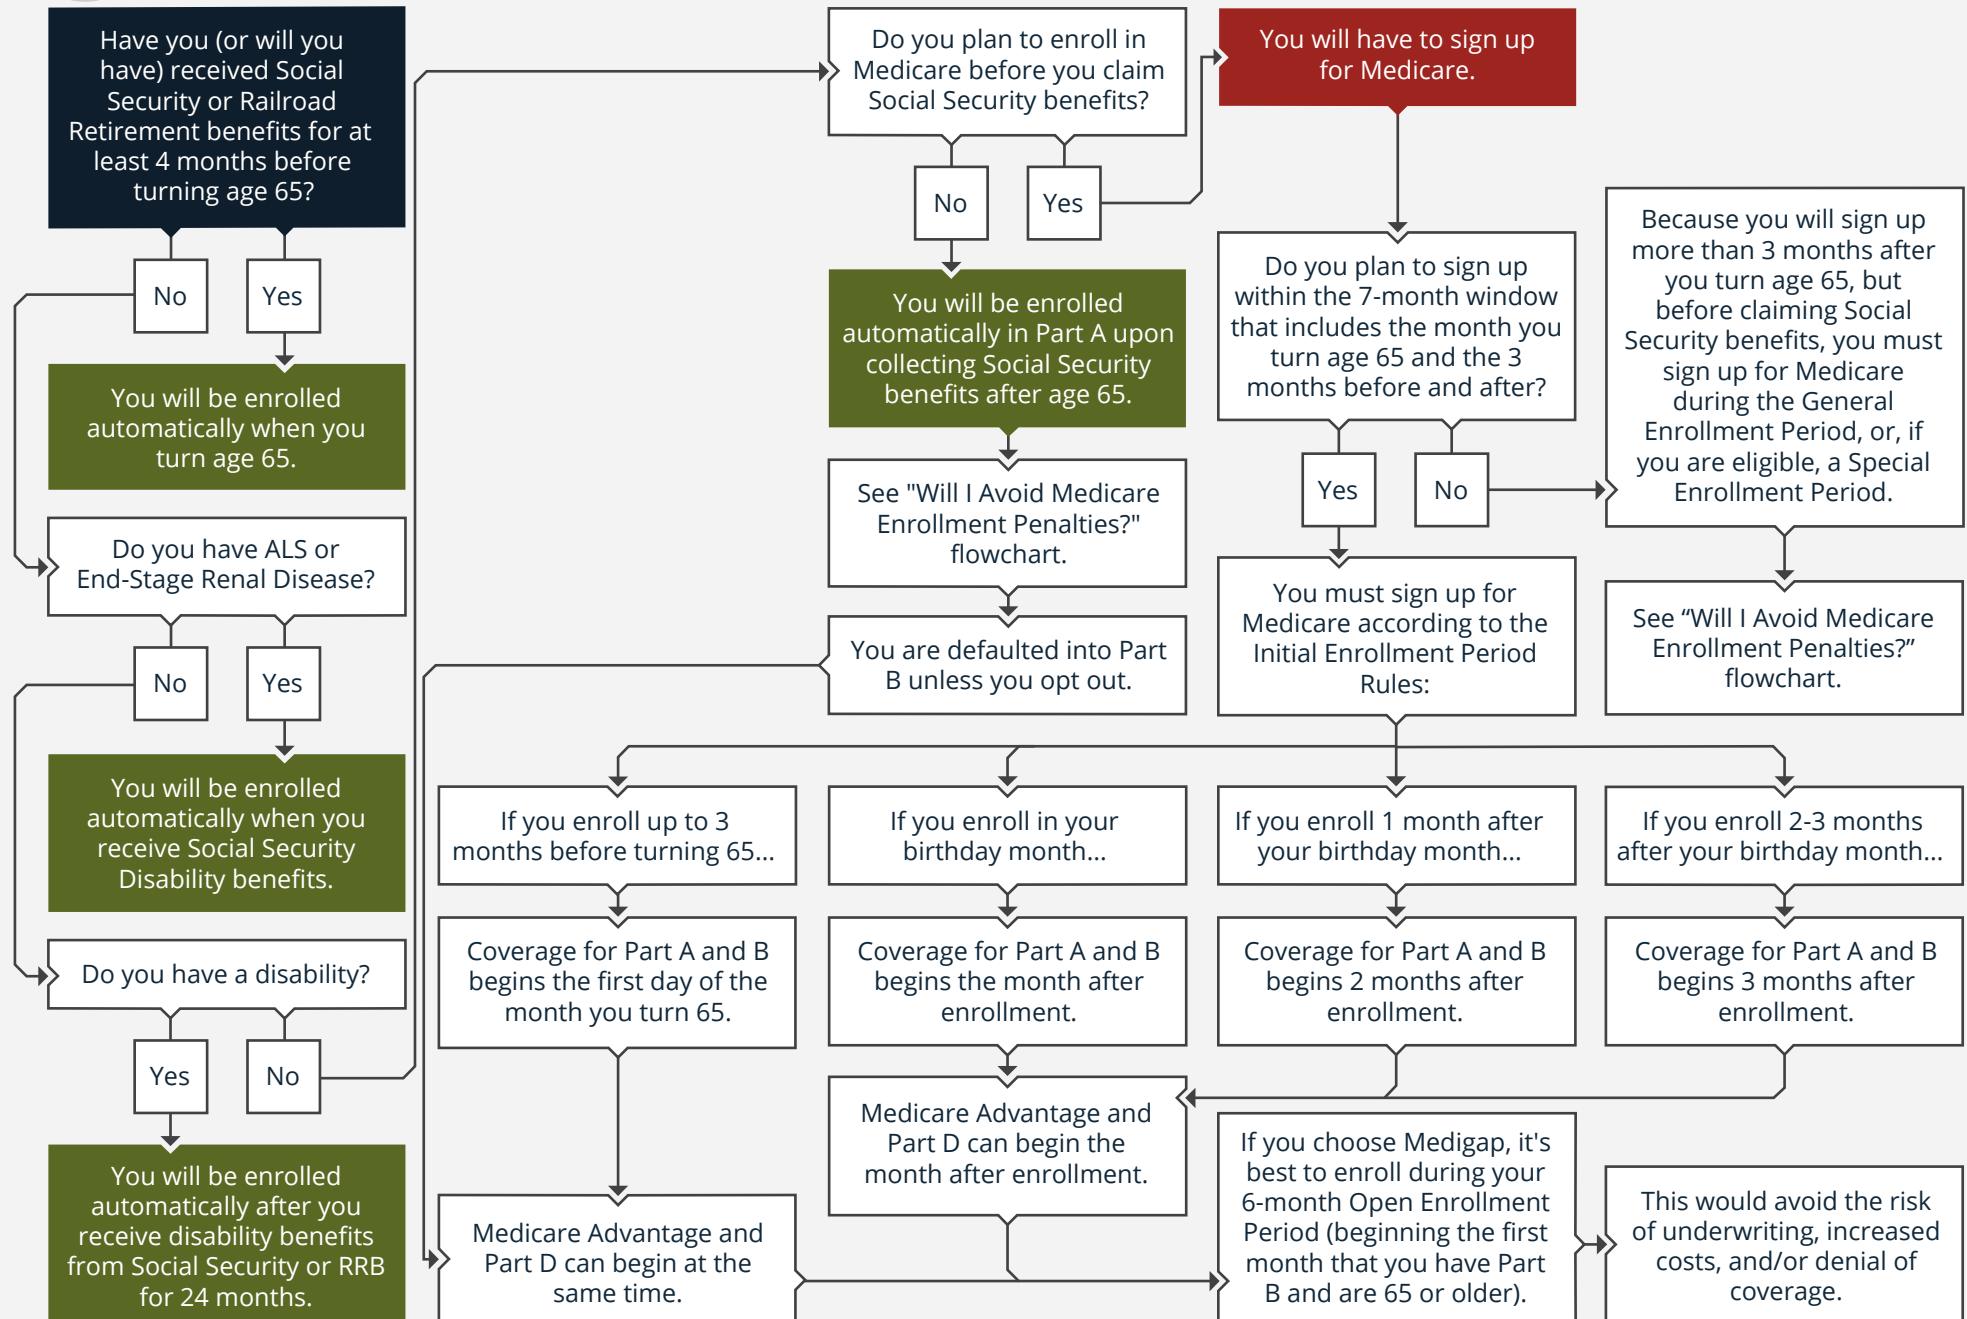 Have you (or will you
have) received Social
Security or Railroad
Retirement benefits for at
least 4 months before
turning age 65?
No
Yes
You will be enrolled
automatically when you
turn age 65.
Do you have ALS or
End-Stage Renal Disease?
No
Yes
You will be enrolled
automatically when you
receive Social Security
Disability benefits.
Do you have a disability?
Yes
No
You will be enrolled
automatically after you
receive disability benefits
from Social Security or RRB
for 24 months.
Do you plan to enroll in
Medicare before you claim
Social Security benefits?
No
Yes
You will be enrolled
automatically in Part A upon
collecting Social Security
benefits after age 65.
See "Will I Avoid Medicare
Enrollment Penalties?"
flowchart.
You are defaulted into Part
B unless you opt out.
You will have to sign up
for Medicare.
Do you plan to sign up
within the 7-month window
that includes the month you
turn age 65 and the 3
months before and after?
Yes
No
Because you will sign up
more than 3 months after
you turn age 65, but
before claiming Social
Security benefits, you must
sign up for Medicare
during the General
Enrollment Period, or, if
you are eligible, a Special
Enrollment Period.
See “Will I Avoid Medicare
Enrollment Penalties?”
flowchart.
You must sign up for
Medicare according to the
Initial Enrollment Period
Rules:
If you enroll up to 3
months before turning 65...
Coverage for Part A and B
begins the first day of the
month you turn 65.
Medicare Advantage and
Part D can begin at the
same time.
If you enroll in your
birthday month...
Coverage for Part A and B
begins the month after
enrollment.
Medicare Advantage and
Part D can begin the
month after enrollment.
If you enroll 1 month after
your birthday month...
Coverage for Part A and B
begins 2 months after
enrollment.
If you enroll 2-3 months
after your birthday month...
Coverage for Part A and B
begins 3 months after
enrollment.
If you choose Medigap, it's
best to enroll during your
6-month Open Enrollment
Period (beginning the first
month that you have Part
B and are 65 or older).
This would avoid the risk
of underwriting, increased
costs, and/or denial of
coverage.